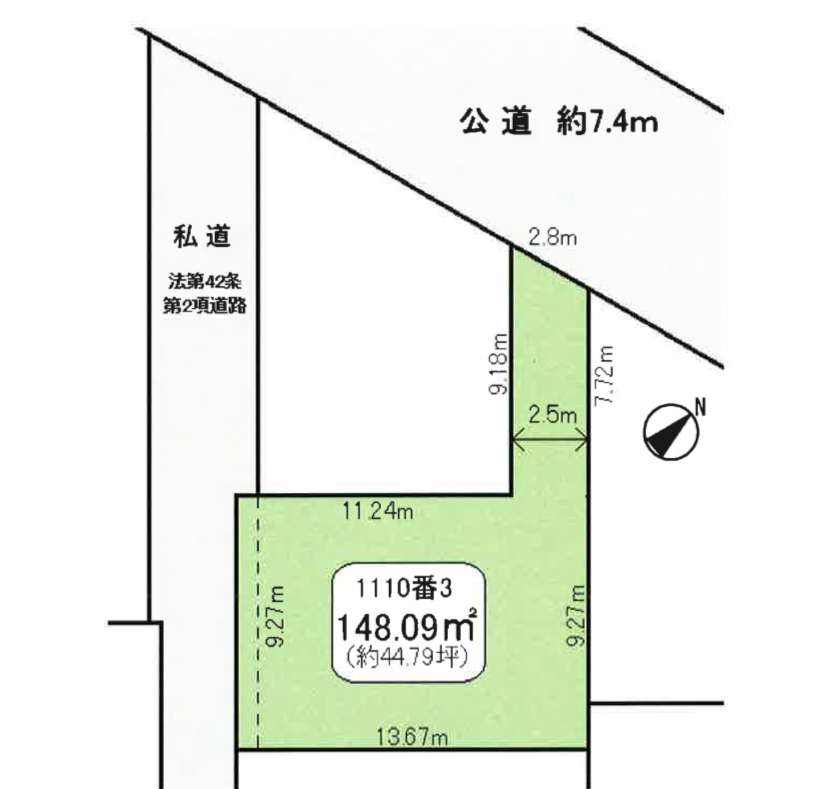 公道 約7.4m
私道
法第42条
第2項道路
2.8m
9.18m
7.72m
2.5m
N
11.24m
9.27m
1110番3
148.09㎡
(約44.79坪)
9.27m
13.67m